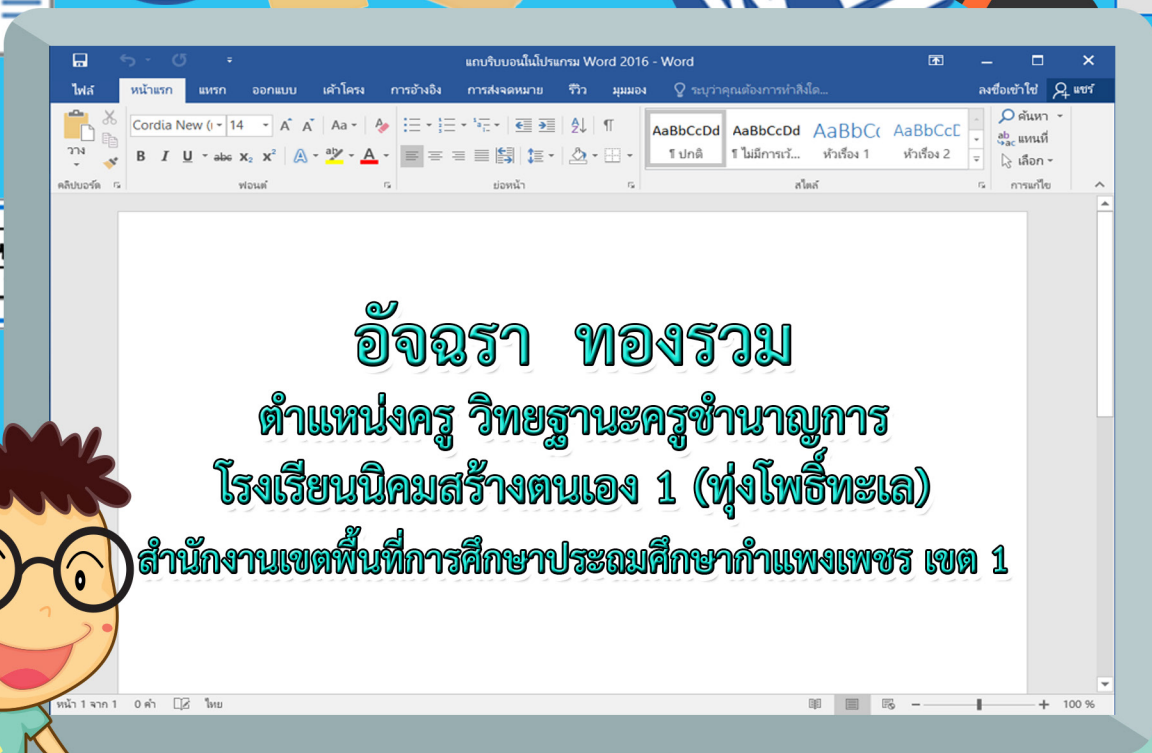 แถบริบบอนในโปรแกรม Word 2016 - Word
ไฟล์ หน้าแรก แทรก ออกแบบ เค้าโครง การอ้างอิง การส่งจดหมาย รีวิว มุมมอง ระบุว่าคุณต้องการทำสิ่งใด... ลงชื่อเข้าใช้ แชร์
Cordia New ( 14 Aa
วาง
B I U abc X₂ X² A aby A
AaBbCcDd AaBbCcDd AaBbC( AaBbCcD
¶ ปกติ ¶ ไม่มีการเว้... หัวเรื่อง 1 หัวเรื่อง 2
ค้นหา
แทนที่
เลือก
คลิปบอร์ด ฟอนต์ ย่อหน้า สไตล์ การแก้ไข
อัจฉรา ทองรวม
ตำแหน่งครู วิทยฐานะครูชำนาญการ
โรงเรียนนิคมสร้างตนเอง 1 (ทุ่งโพธิ์ทะเล)
สำนักงานเขตพื้นที่การศึกษาประถมศึกษากำแพงเพชร เขต 1
หน้า 1 จาก 1 0 คำ ไทย 100 %